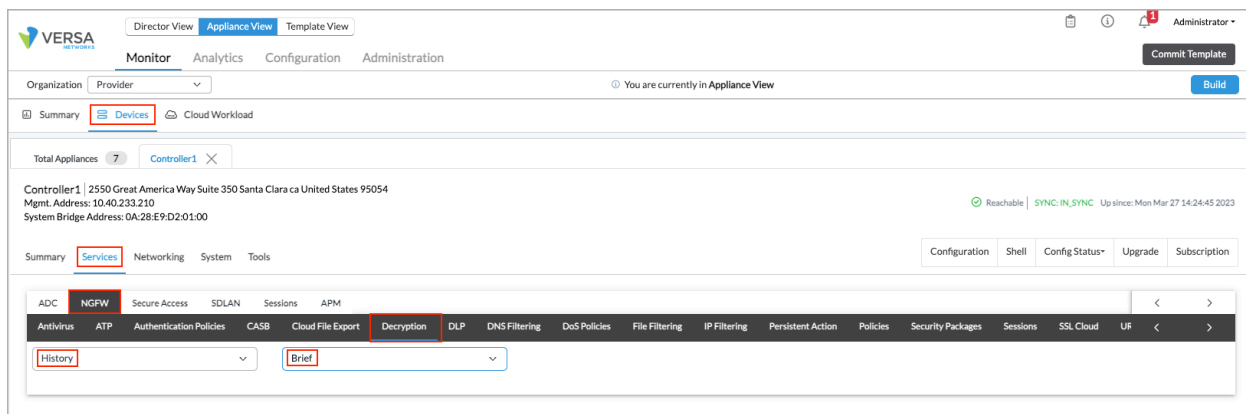 Director View Appliance View Template View
1 Administrator
VERSA
NETWORKS
Monitor Analytics Configuration Administration
Commit Template
Organization Provider
You are currently in Appliance View
Build
Summary Devices Cloud Workload
Total Appliances 7 Controller1
Controller1 | 2550 Great America Way Suite 350 Santa Clara ca United States 95054
Mgmt. Address: 10.40.233.210
System Bridge Address: 0A:28:E9:D2:01:00
Reachable | SYNC: IN_SYNC Up since: Mon Mar 27 14:24:45 2023
Summary Services Networking System Tools
Configuration Shell Config Status Upgrade Subscription
ADC NGFW Secure Access SDLAN Sessions APM
Antivirus ATP Authentication Policies CASB Cloud File Export Decryption DLP DNS Filtering DoS Policies File Filtering IP Filtering Persistent Action Policies Security Packages Sessions SSL Cloud UR
History Brief